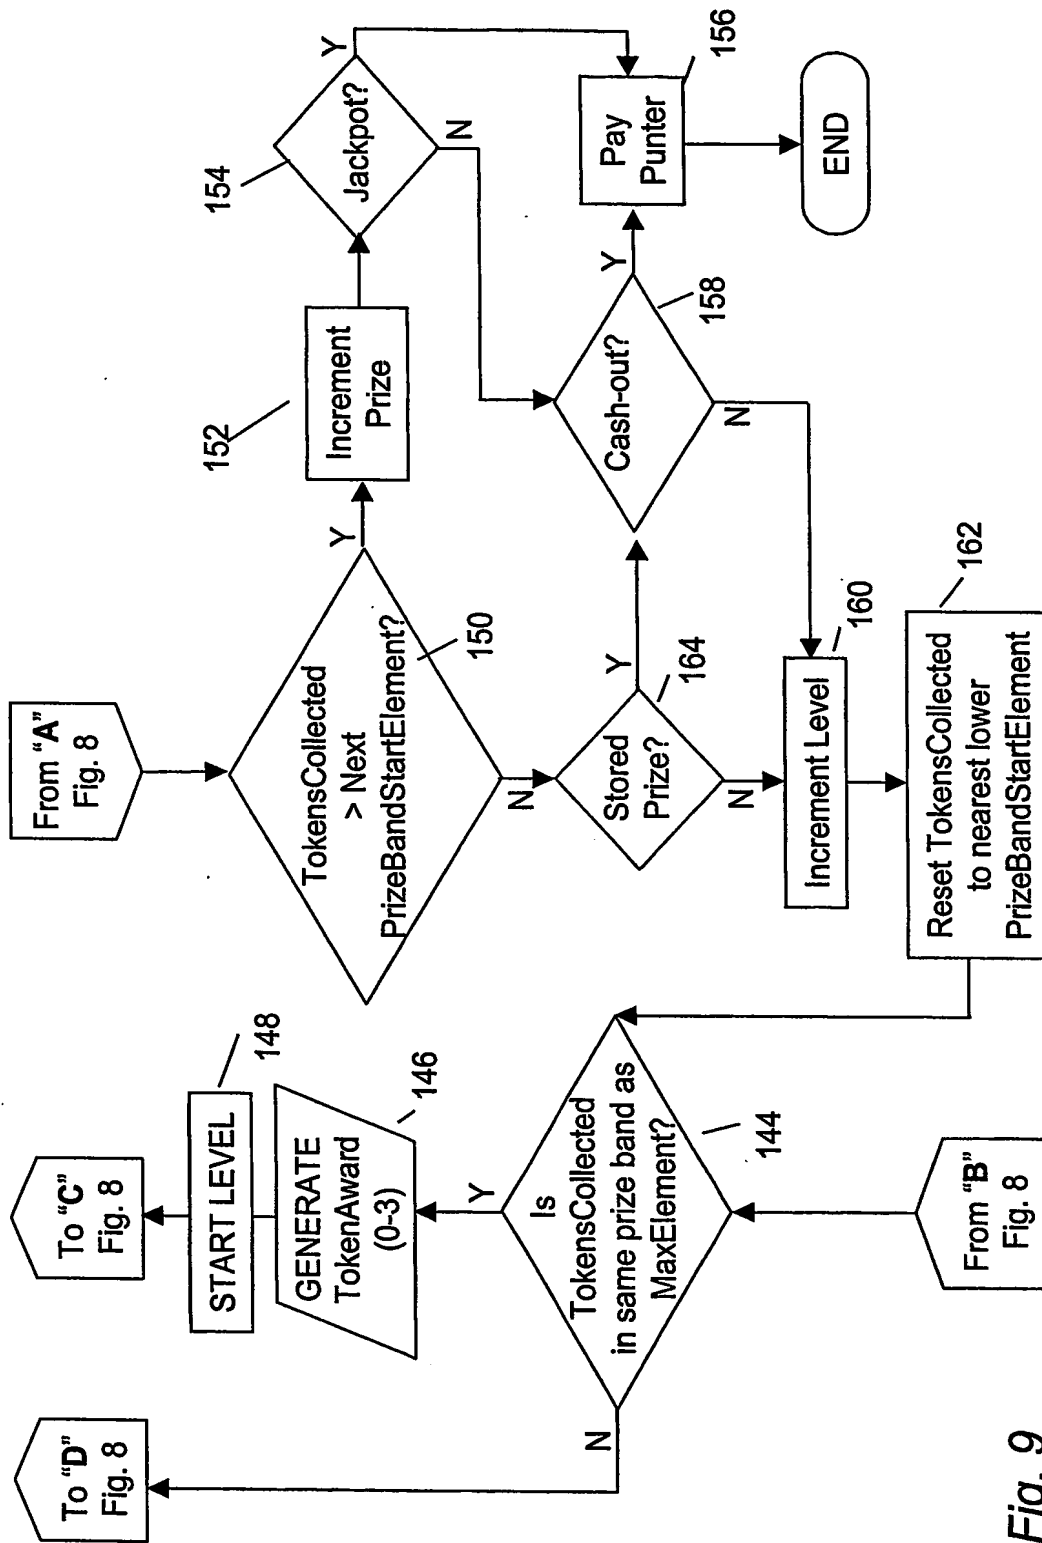 From "A"
Fig. 8
TokensCollected
> Next
PrizeBandStartElement?
150
Y
N
152
Increment
Prize
154
Jackpot?
Y
N
156
Pay
Punter
END
Stored
Prize?
164
Y
N
Cash-out?
158
Y
N
160
Increment Level
162
Reset TokensCollected
to nearest lower
PrizeBandStartElement
To "D"
Fig. 8
To "C"
Fig. 8
148
START LEVEL
146
GENERATE
TokenAward
(0-3)
Y
N
Is
TokensCollected
in same prize band as
MaxElement?
144
From "B"
Fig. 8
Fig. 9